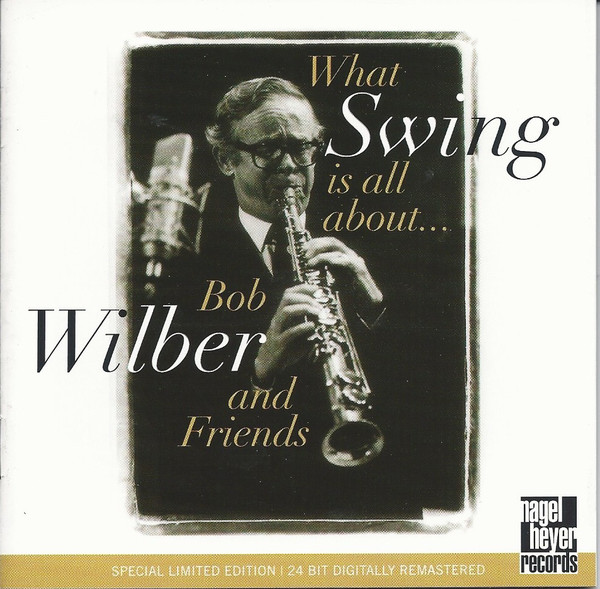 What
Swing
is all
about...
Bob
Wilber
and
Friends
nagel
heyer
records
SPECIAL LIMITED EDITION | 24 BIT DIGITALLY REMASTERED